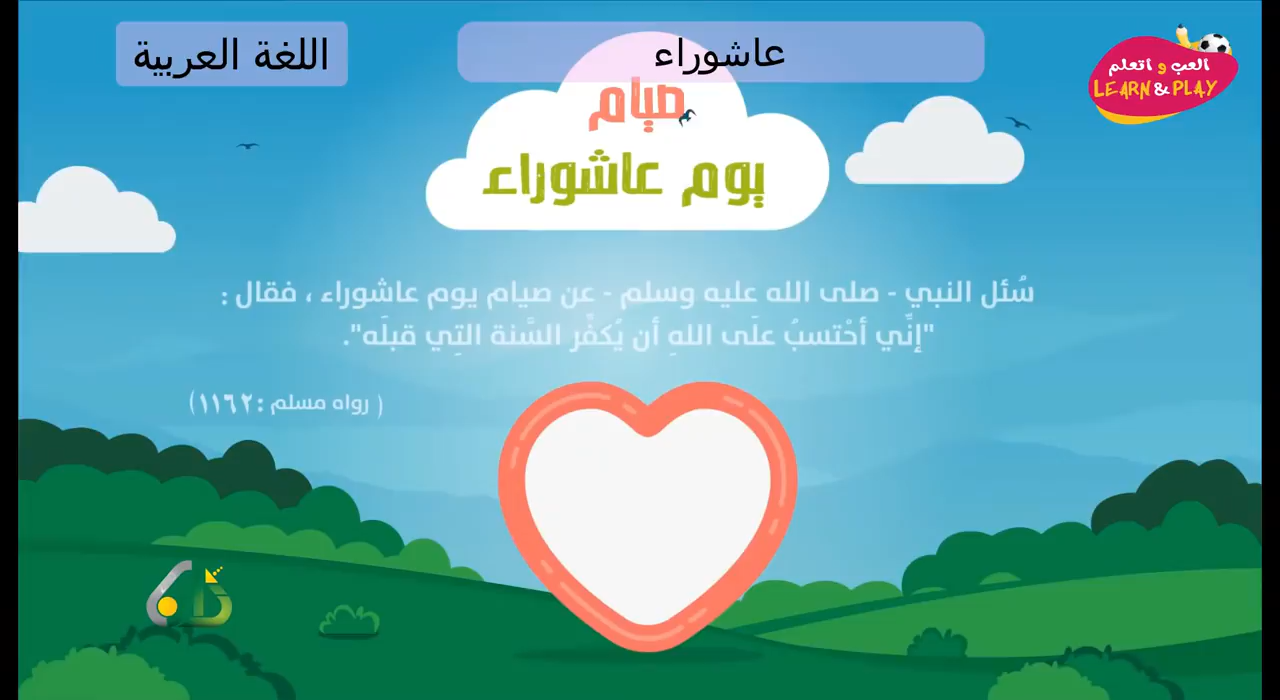 اللغة العربية
عاشوراء
العب و اتعلم
LEARN & PLAY
صيام
يوم عاشوراء
سُئل النبي - صلى الله عليه وسلم - عن صيام يوم عاشوراء ، فقال :
"إنِّي أحْتسبُ علَى اللهِ أن يُكفِّر السَّنة التِي قبلَه".
( رواه مسلم : ١١٦٢)